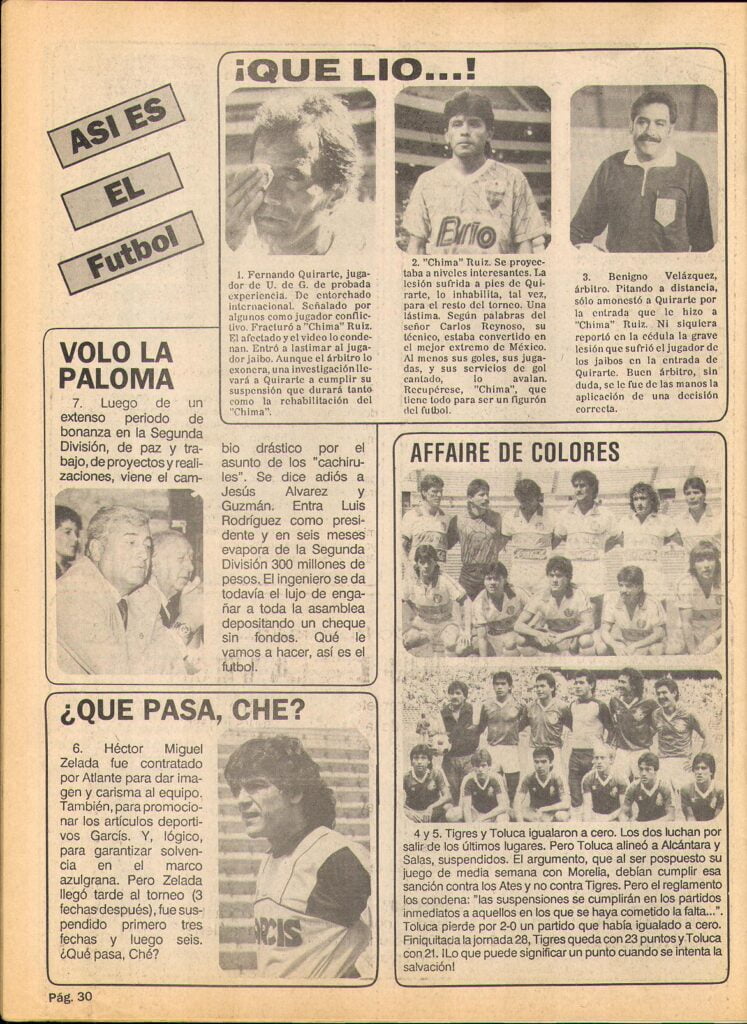 ASI ES
EL
Futbol
¡QUE LIO...!
Brio
1. Fernando Quirarte, juga-
dor de U. de G. de probada
experiencia. De entorchado
internacional. Señalado por
algunos como jugador conflic-
tivo. Fracturó a "Chima" Ruiz.
El afectado y el video lo conde-
nan. Entró a lastimar al juga-
dor jaibo. Aunque el árbitro lo
exonera, una investigación lle-
vará a Quirarte a cumplir su
suspensión que durará tanto
como la rehabilitación del
"Chima".
2. "Chima" Ruiz. Se proyec-
taba a niveles interesantes. La
lesión sufrida a pies de Qui-
rarte, lo inhabilita, tal vez,
para el resto del torneo. Una
lástima. Según palabras del
señor Carlos Reynoso, su
técnico, estaba convertido en
el mejor extremo de México.
Al menos sus goles, sus juga-
das, y sus servicios de gol
cantado, lo avalan.
Recupérese, "Chima", que
tiene todo para ser un figurón
del futbol.
3. Benigno Velázquez,
árbitro. Pitando a distancia,
sólo amonestó a Quirarte por
la entrada que le hizo a
"Chima" Ruiz. Ni siquiera
reportó en la cédula la grave
lesión que sufrió el jugador de
los jaibos en la entrada de
Quirarte. Buen árbitro, sin
duda, se le fue de las manos la
aplicación de una decisión
correcta.
VOLO LA
PALOMA
7. Luego de un
extenso periodo de
bonanza en la Segunda
División, de paz y tra-
bajo, de proyectos y reali-
zaciones, viene el cam-
bio drástico por el
asunto de los "cachiru-
les". Se dice adiós a
Jesús Alvarez y
Guzmán. Entra Luis
Rodríguez como presi-
dente y en seis meses
evapora de la Segunda
División 300 millones de
pesos. El ingeniero se da
todavía el lujo de enga-
ñar a toda la asamblea
depositando un cheque
sin fondos. Qué le
vamos a hacer, así es el
futbol.
AFFAIRE DE COLORES
4 y 5. Tigres y Toluca igualaron a cero. Los dos luchan por
salir de los últimos lugares. Pero Toluca alineó a Alcántara y
Salas, suspendidos. El argumento, que al ser pospuesto su
juego de media semana con Morelia, debían cumplir esa
sanción contra los Ates y no contra Tigres. Pero el reglamento
los condena: "las suspensiones se cumplirán en los partidos
inmediatos a aquellos en los que se haya cometido la falta...".
Toluca pierde por 2-0 un partido que había igualado a cero.
Finiquitada la jornada 28, Tigres queda con 23 puntos y Toluca
con 21. ¡Lo que puede significar un punto cuando se intenta la
salvación!
¿QUE PASA, CHE?
6. Héctor Miguel
Zelada fue contratado
por Atlante para dar ima-
gen y carisma al equipo.
También, para promocio-
nar los artículos deporti-
vos Garcís. Y, lógico,
para garantizar solven-
cia en el marco
azulgrana. Pero Zelada
llegó tarde al torneo (3
fechas después), fue sus-
pendido primero tres
fechas y luego seis.
¿Qué pasa, Ché?
RCIS
Pág. 30